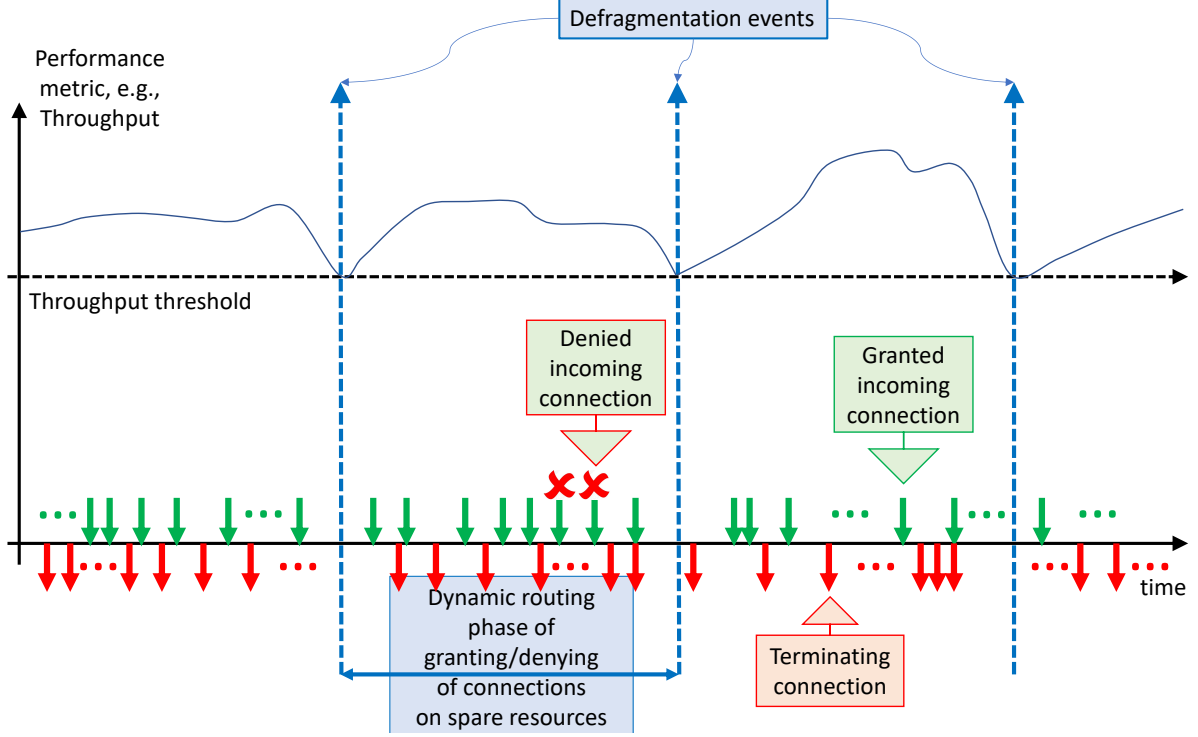 Defragmentation events
Performance
metric, e.g.,
Throughput
Throughput threshold
Denied
incoming
connection
Granted
incoming
connection
time
Dynamic routing
phase of
granting/denying
of connections
on spare resources
Terminating
connection